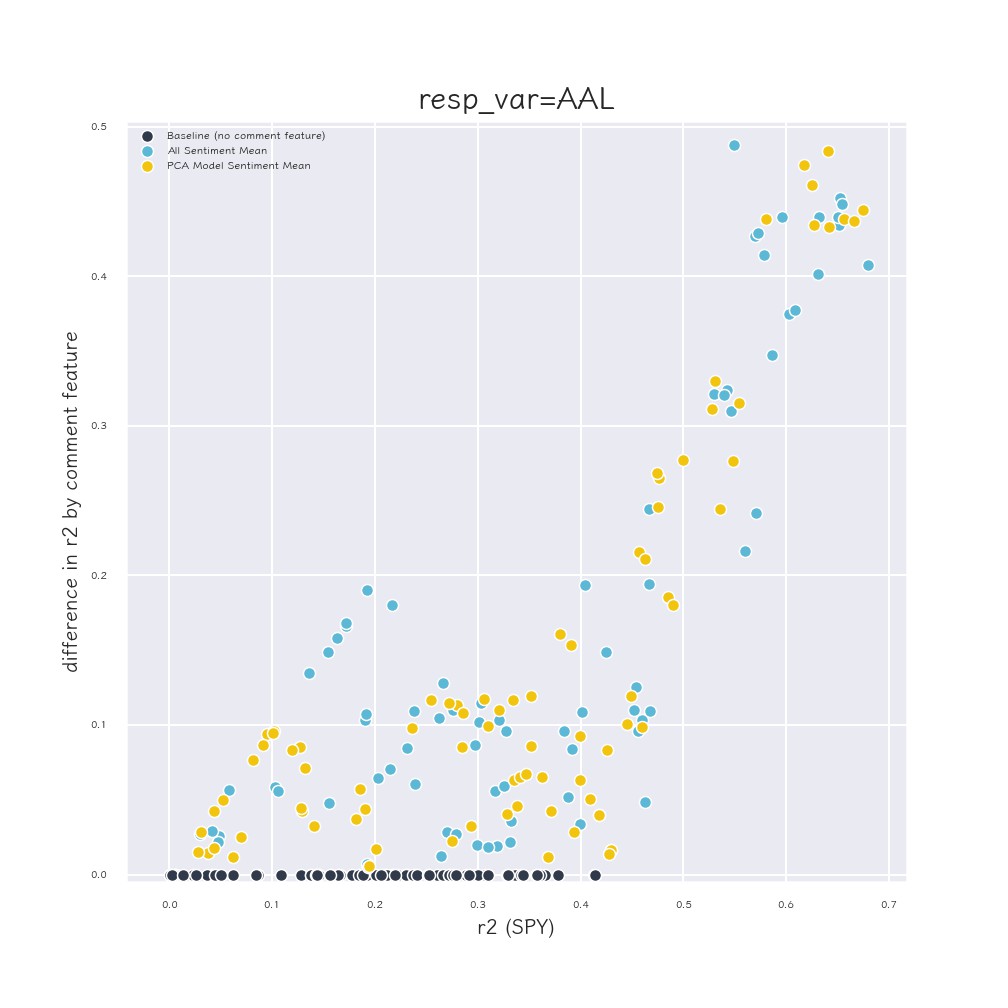 resp_var=AAL
Baseline (no comment feature)
All Sentiment Mean
PCA Model Sentiment Mean
difference in r2 by comment feature
0.5
0.4
0.3
0.2
0.1
0.0
0.0 0.1 0.2 0.3 0.4 0.5 0.6 0.7
r2 (SPY)